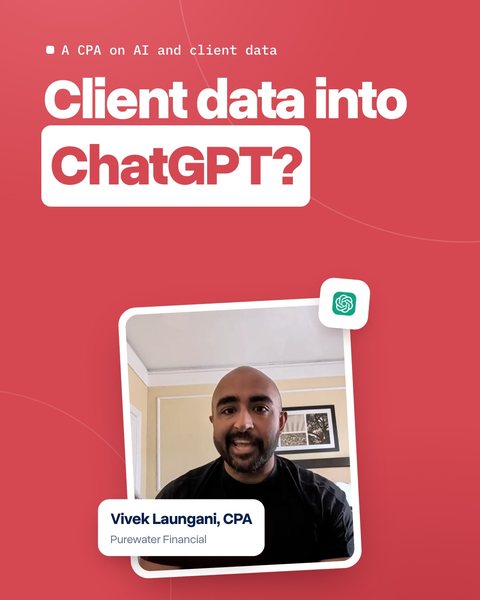 A CPA on AI and client data
Client data into
ChatGPT?
Vivek Laungani, CPA
Purewater Financial